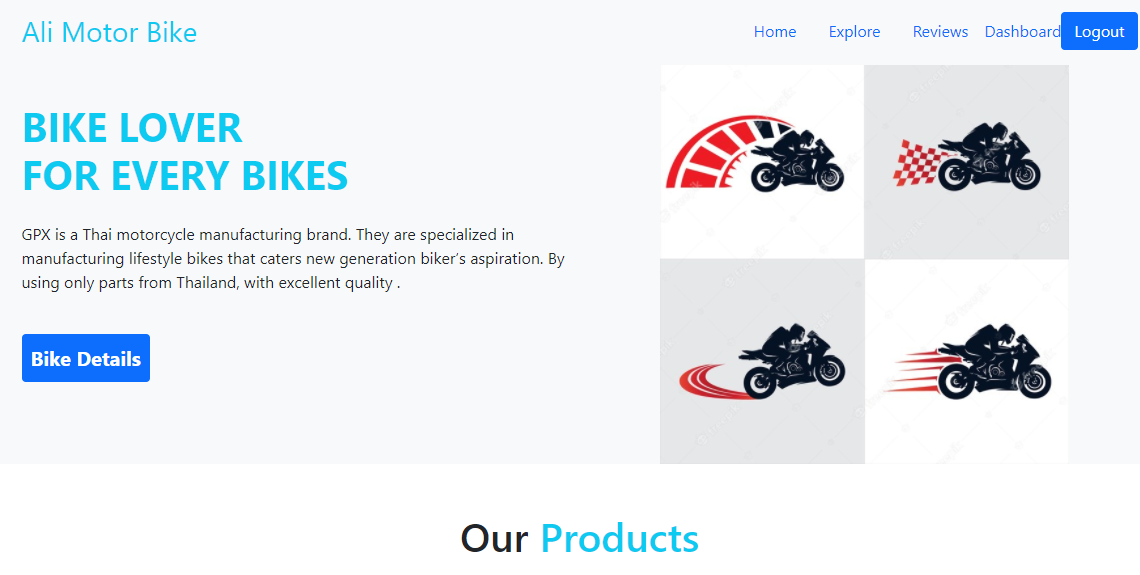 Ali Motor Bike
Home Explore Reviews Dashboard Logout
BIKE LOVER
FOR EVERY BIKES
GPX is a Thai motorcycle manufacturing brand. They are specialized in
manufacturing lifestyle bikes that caters new generation biker's aspiration. By
using only parts from Thailand, with excellent quality .
Bike Details
Our Products